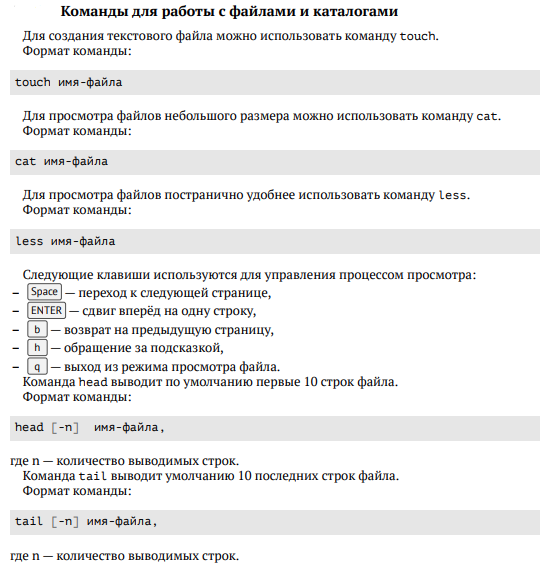 Команды для работы с файлами и каталогами
Для создания текстового файла можно использовать команду touch.
Формат команды:
touch имя-файла
Для просмотра файлов небольшого размера можно использовать команду cat.
Формат команды:
cat имя-файла
Для просмотра файлов постранично удобнее использовать команду less.
Формат команды:
less имя-файла
Следующие клавиши используются для управления процессом просмотра:
– Space — переход к следующей странице,
– ENTER — сдвиг вперёд на одну строку,
– b — возврат на предыдущую страницу,
– h — обращение за подсказкой,
– q — выход из режима просмотра файла.
Команда head выводит по умолчанию первые 10 строк файла.
Формат команды:
head [-n] имя-файла,
где n — количество выводимых строк.
Команда tail выводит умолчанию 10 последних строк файла.
Формат команды:
tail [-n] имя-файла,
где n — количество выводимых строк.